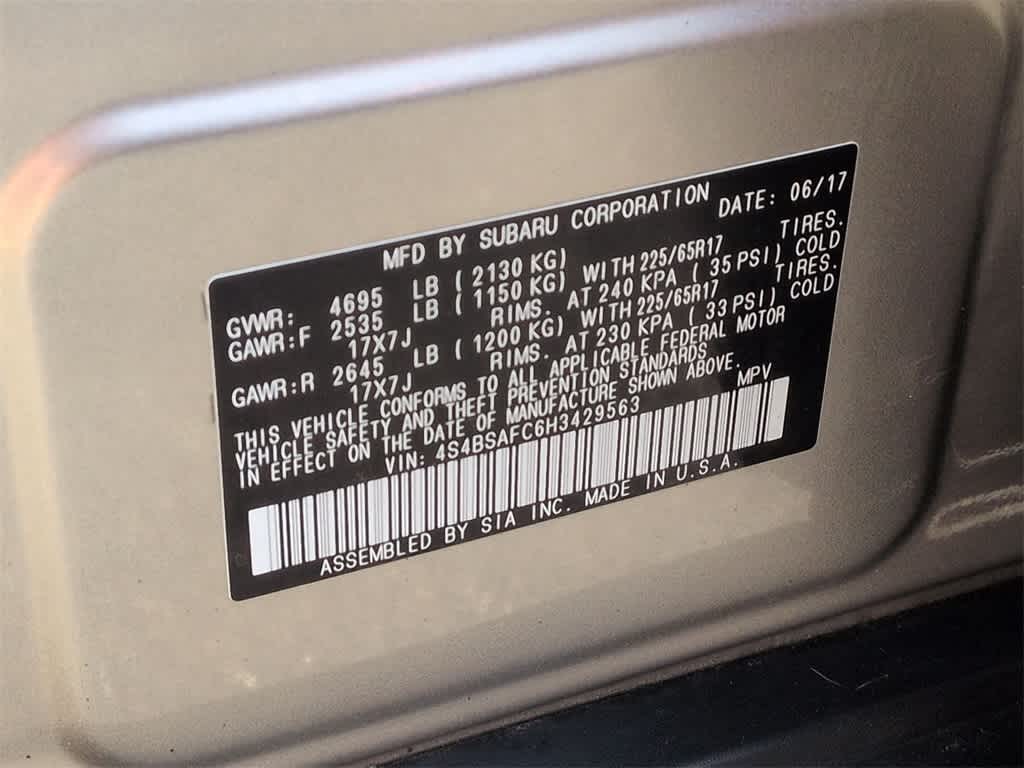 MFD BY SUBARU CORPORATION DATE: 06/17
GVWR: 4695 LB ( 2130 KG)
GAWR:F 2535 LB ( 1150 KG) WITH 225/65R17 TIRES.
17X7J RIMS. AT 240 KPA ( 35 PSI) COLD
GAWR:R 2645 LB ( 1200 KG) WITH 225/65R17 TIRES.
17X7J RIMS. AT 230 KPA ( 33 PSI) COLD
THIS VEHICLE CONFORMS TO ALL APPLICABLE FEDERAL MOTOR
VEHICLE SAFETY AND THEFT PREVENTION STANDARDS
IN EFFECT ON THE DATE OF MANUFACTURE SHOWN ABOVE.
VIN: 4S4BSAFC6H3429563 MPV
ASSEMBLED BY SIA INC. MADE IN U.S.A.